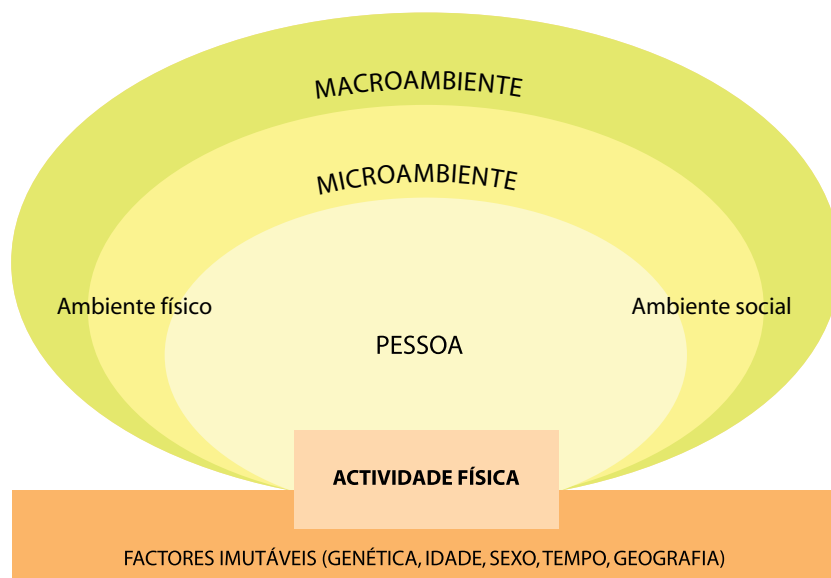 MACROAMBIENTE
MICROAMBIENTE
Ambiente físico
Ambiente social
PESSOA
ACTIVIDADE FÍSICA
FACTORES IMUTÁVEIS (GENÉTICA, IDADE, SEXO, TEMPO, GEOGRAFIA)